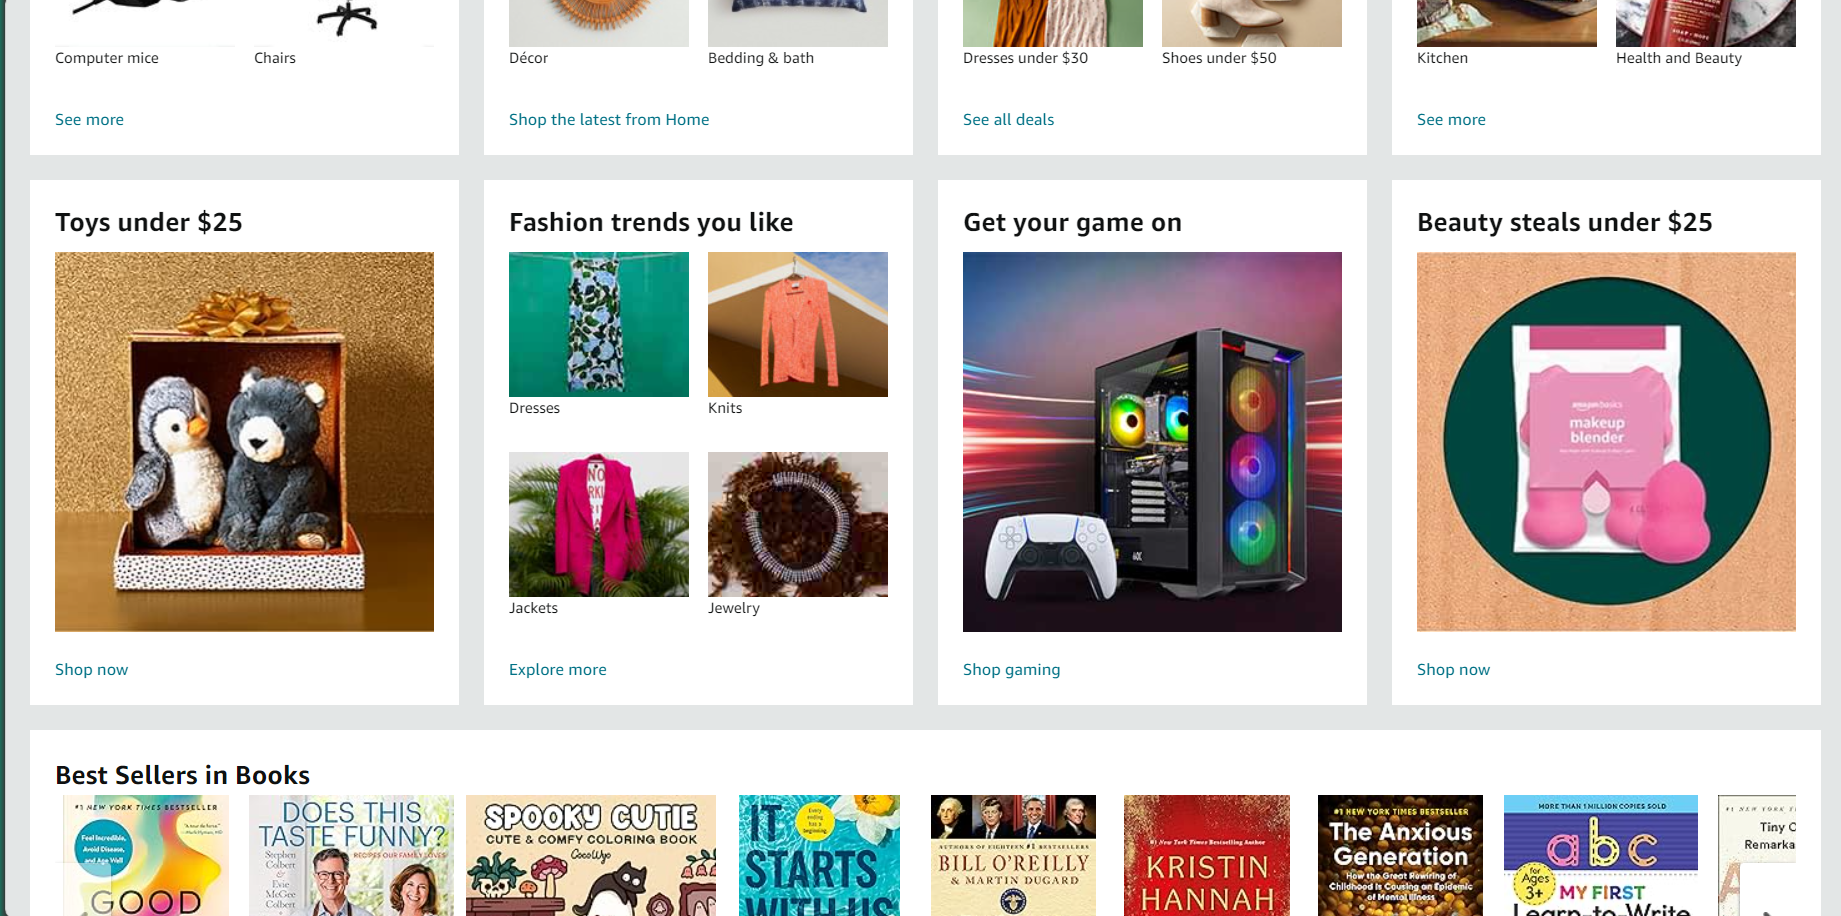 Computer mice
Chairs
See more
Décor
Bedding & bath
Shop the latest from Home
Dresses under $30
Shoes under $50
See all deals
Kitchen
Health and Beauty
See more
Toys under $25
Shop now
Fashion trends you like
Dresses
Knits
NO
Jackets
Jewelry
Explore more
Get your game on
Shop gaming
Beauty steals under $25
amazon basics
makeup
blender
Shop now
Best Sellers in Books
#1 NEW YORK TIMES BESTSELLER
Feel Incredible,
Avoid Disease,
and Age Well
"A tour de force."
—Mark Hyman, MD
GOOD
DOES THIS
TASTE FUNNY?
RECIPES OUR FAMILY LOVES
Stephen
Colbert
&
Evie
McGee
Colbert
SPOOKY CUTIE
CUTE & COMFY COLORING BOOK
CocoWyo
IT
STARTS
WITH US
Every
ending
has a
beginning.
AUTHORS OF EIGHTEEN #1 BESTSELLERS
BILL O'REILLY
& MARTIN DUGARD
#1 New York Times Bestselling Author
KRISTIN
HANNAH
#1 NEW YORK TIMES BESTSELLER
The Anxious
Generation
How the Great Rewiring of
Childhood Is Causing an Epidemic
of Mental Illness
MORE THAN 1 MILLION COPIES SOLD
abc
for
Ages
3+
MY FIRST
Learn-to-Write
#1 NEW YORK T
Tiny C
Remarka
A